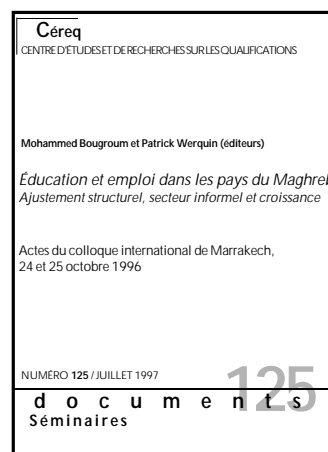 Céreq
CENTRE D'ÉTUDES ET DE RECHERCHES SUR LES QUALIFICATIONS
Mohammed Bougroum et Patrick Werquin (éditeurs)
Éducation et emploi dans les pays du Maghreb
Ajustement structurel, secteur informel et croissance
Actes du colloque international de Marrakech,
24 et 25 octobre 1996
NUMÉRO 125 / JUILLET 1997
125
documents
Séminaires